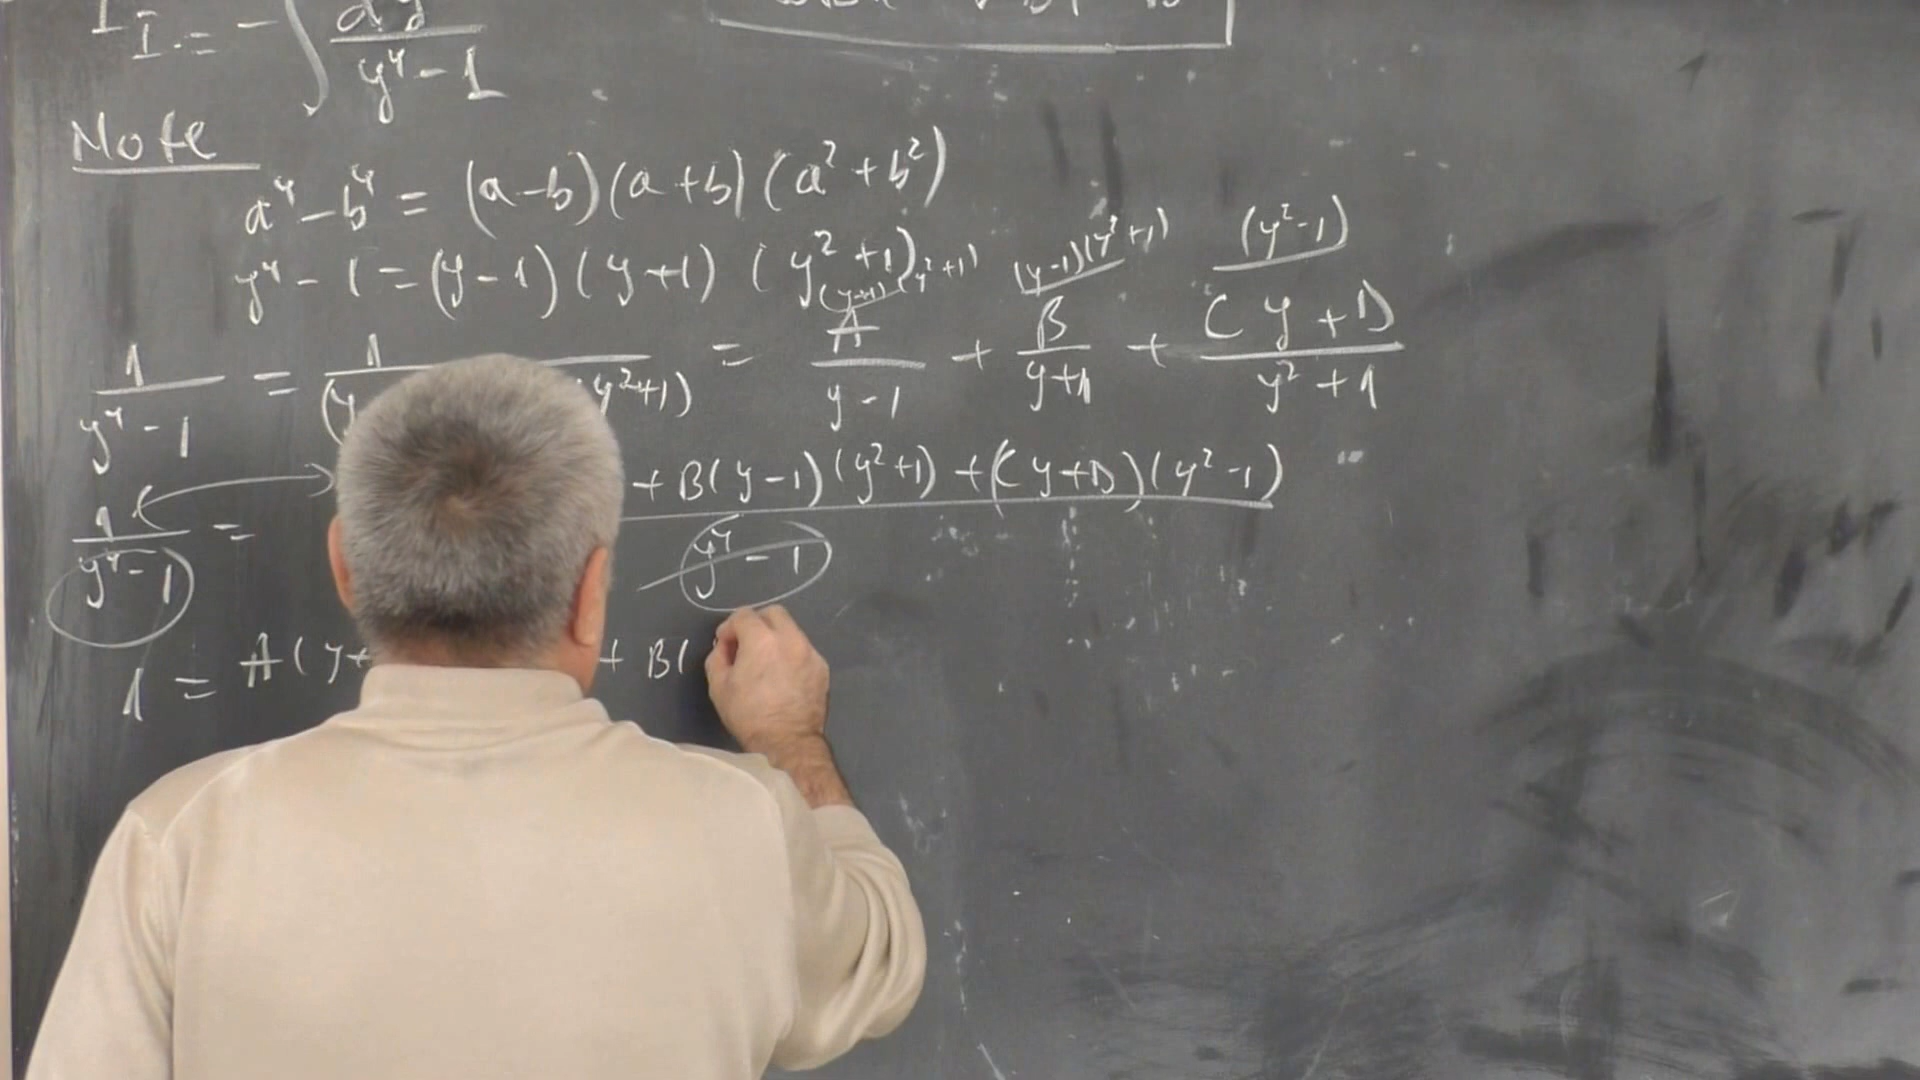 I = - ∫ dy / (y⁴ - 1)
Note
a⁴ - b⁴ = (a - b)(a + b)(a² + b²)
y⁴ - 1 = (y - 1)(y + 1)(y² + 1)
(y+1)(y²+1) (y-1)(y²+1) (y²-1)
1 / (y⁴ - 1) = 1 / (y y²+1) = A / (y - 1) + B / (y + 1) + (Cy + D) / (y² + 1)
1 / (y⁴ - 1) = + B(y - 1)(y² + 1) + (Cy + D)(y² - 1) / (y⁴ - 1)
1 = A(y+ + B(